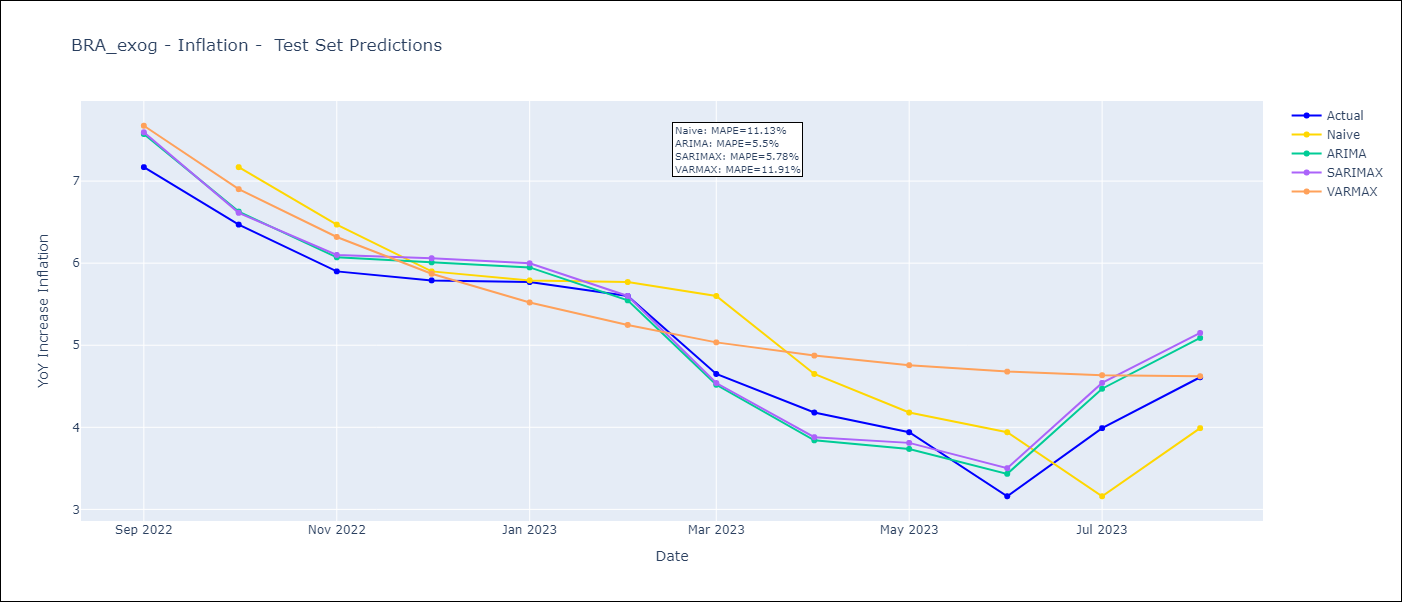 BRA_exog - Inflation -  Test Set Predictions
Naive: MAPE=11.13%
ARIMA: MAPE=5.5%
SARIMAX: MAPE=5.78%
VARMAX: MAPE=11.91%
Actual
Naive
ARIMA
SARIMAX
VARMAX
YoY Increase Inflation
7
6
5
4
3
Sep 2022
Nov 2022
Jan 2023
Mar 2023
May 2023
Jul 2023
Date